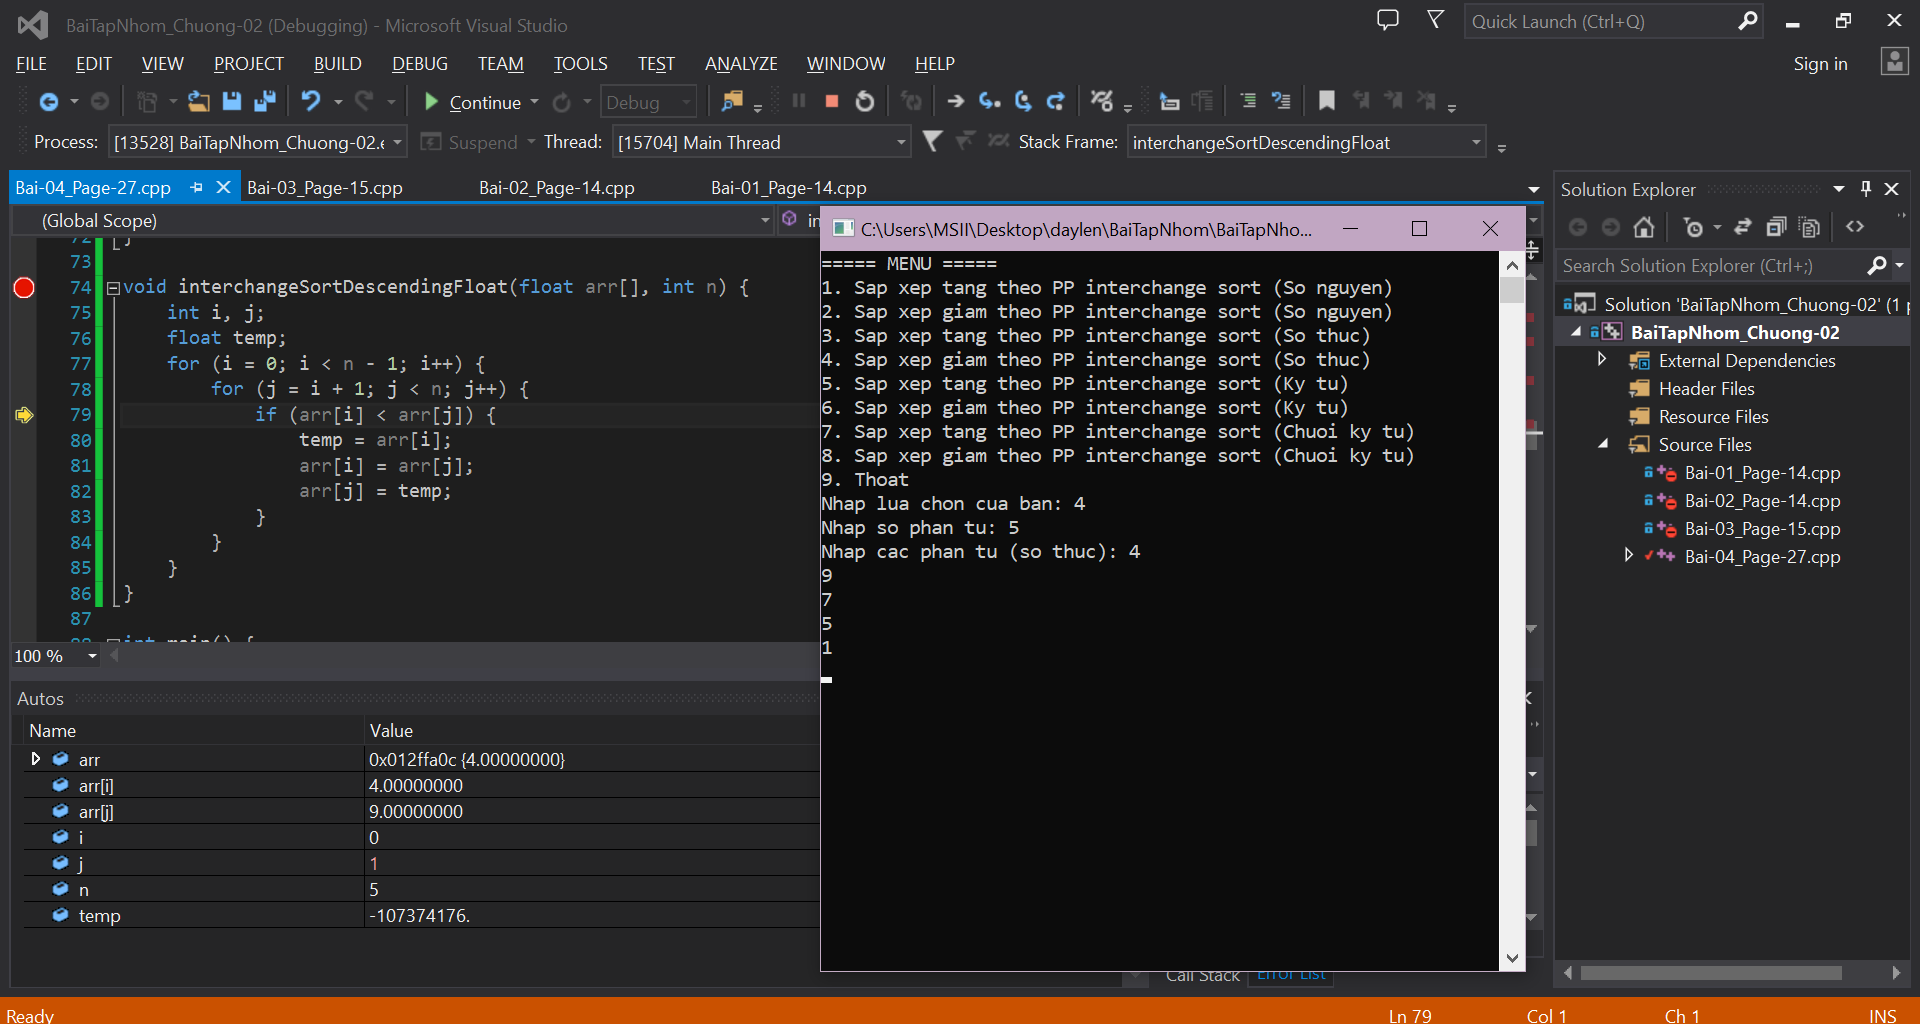 BaiTapNhom_Chuong-02 (Debugging) - Microsoft Visual Studio
Quick Launch (Ctrl+Q)
FILE EDIT VIEW PROJECT BUILD DEBUG TEAM TOOLS TEST ANALYZE WINDOW HELP
Sign in
Continue Debug
Process: [13528] BaiTapNhom_Chuong-02.e Suspend Thread: [15704] Main Thread Stack Frame: interchangeSortDescendingFloat
Bai-04_Page-27.cpp Bai-03_Page-15.cpp Bai-02_Page-14.cpp Bai-01_Page-14.cpp
(Global Scope) in
72 }
73
74 void interchangeSortDescendingFloat(float arr[], int n) {
75 int i, j;
76 float temp;
77 for (i = 0; i < n - 1; i++) {
78 for (j = i + 1; j < n; j++) {
79 if (arr[i] < arr[j]) {
80 temp = arr[i];
81 arr[i] = arr[j];
82 arr[j] = temp;
83 }
84 }
85 }
86 }
87
88 int main() {
100 %
Autos
Name Value
arr 0x012ffa0c {4.00000000}
arr[i] 4.00000000
arr[j] 9.00000000
i 0
j 1
n 5
temp -107374176.
C:\Users\MSII\Desktop\daylen\BaiTapNhom\BaiTapNho...
===== MENU =====
1. Sap xep tang theo PP interchange sort (So nguyen)
2. Sap xep giam theo PP interchange sort (So nguyen)
3. Sap xep tang theo PP interchange sort (So thuc)
4. Sap xep giam theo PP interchange sort (So thuc)
5. Sap xep tang theo PP interchange sort (Ky tu)
6. Sap xep giam theo PP interchange sort (Ky tu)
7. Sap xep tang theo PP interchange sort (Chuoi ky tu)
8. Sap xep giam theo PP interchange sort (Chuoi ky tu)
9. Thoat
Nhap lua chon cua ban: 4
Nhap so phan tu: 5
Nhap cac phan tu (so thuc): 4
9
7
5
1
Call Stack Error List
Solution Explorer
Search Solution Explorer (Ctrl+;)
Solution 'BaiTapNhom_Chuong-02' (1 p
BaiTapNhom_Chuong-02
External Dependencies
Header Files
Resource Files
Source Files
Bai-01_Page-14.cpp
Bai-02_Page-14.cpp
Bai-03_Page-15.cpp
Bai-04_Page-27.cpp
Ready Ln 79 Col 1 Ch 1 INS